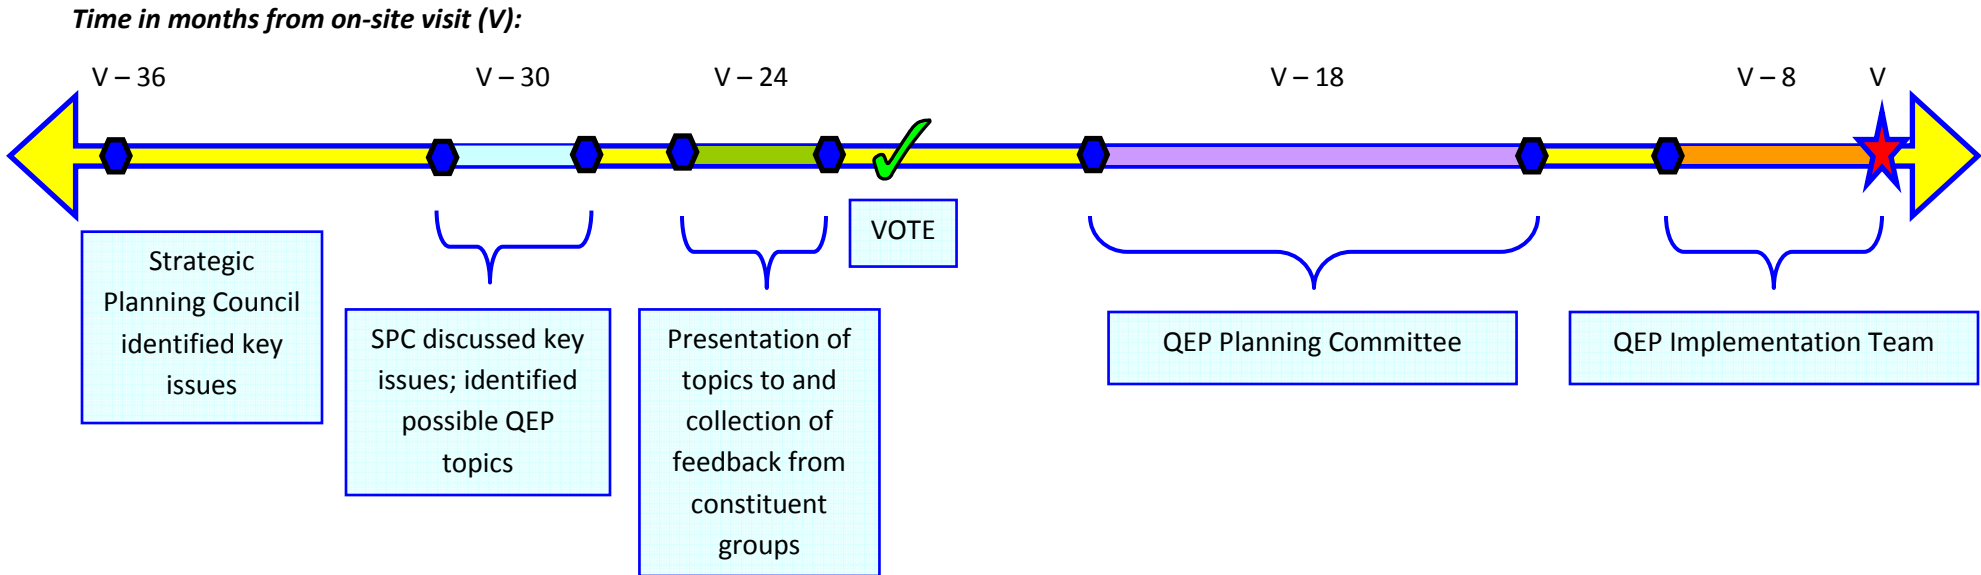 Time in months from on-site visit (V):
V – 36
V – 30
V – 24
V – 18
V – 8
V
Strategic
Planning Council
identified key
issues
SPC discussed key
issues; identified
possible QEP
topics
Presentation of
topics to and
collection of
feedback from
constituent
groups
VOTE
QEP Planning Committee
QEP Implementation Team